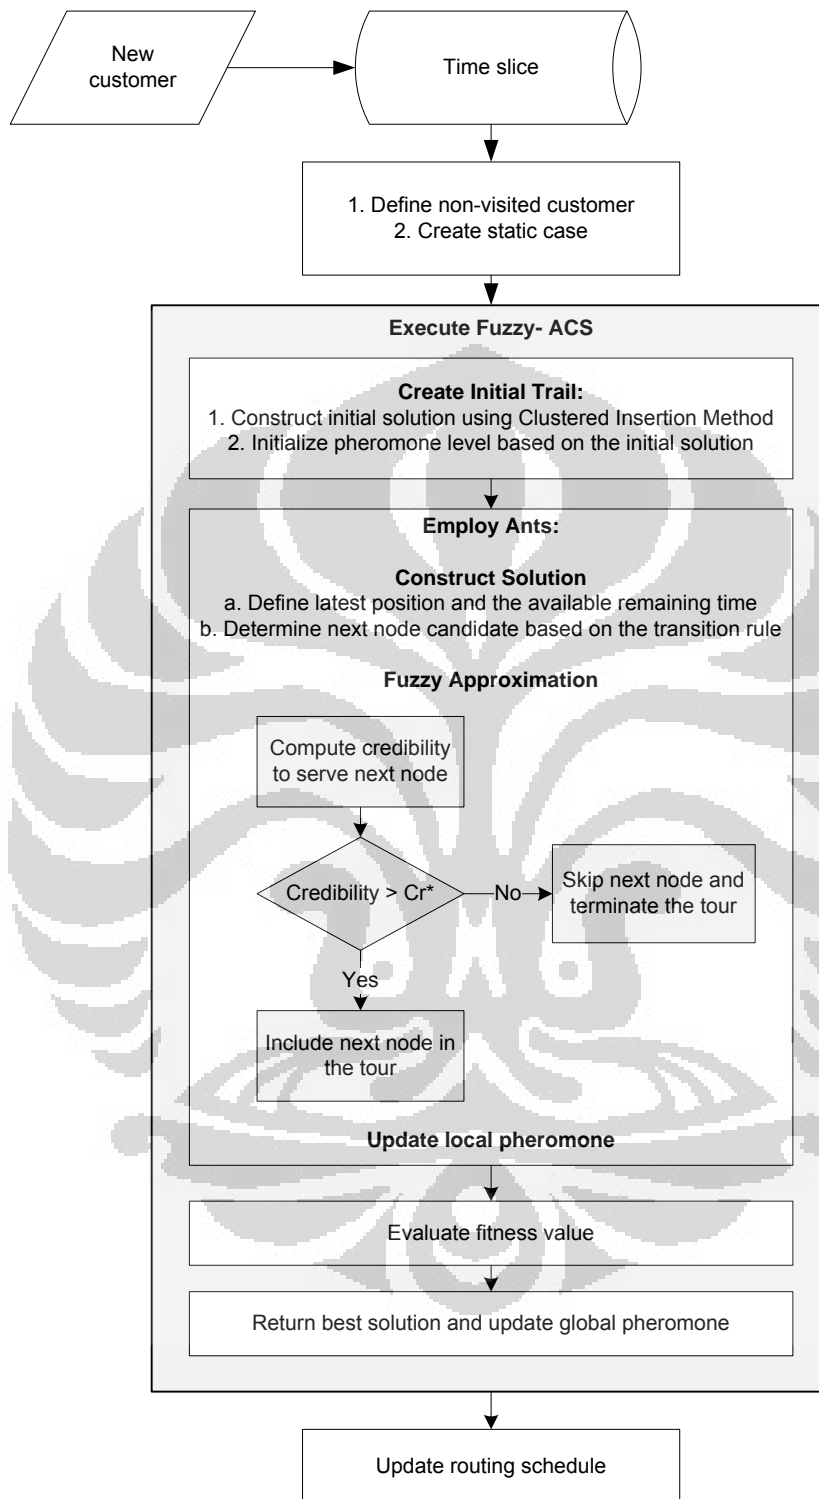 New
customer
Time slice
1. Define non-visited customer
2. Create static case
Execute Fuzzy- ACS
Create Initial Trail:
1. Construct initial solution using Clustered Insertion Method
2. Initialize pheromone level based on the initial solution
Employ Ants:
Construct Solution
a. Define latest position and the available remaining time
b. Determine next node candidate based on the transition rule
Fuzzy Approximation
Compute credibility
to serve next node
Credibility > Cr*
No
Skip next node and
terminate the tour
Yes
Include next node in
the tour
Update local pheromone
Evaluate fitness value
Return best solution and update global pheromone
Update routing schedule